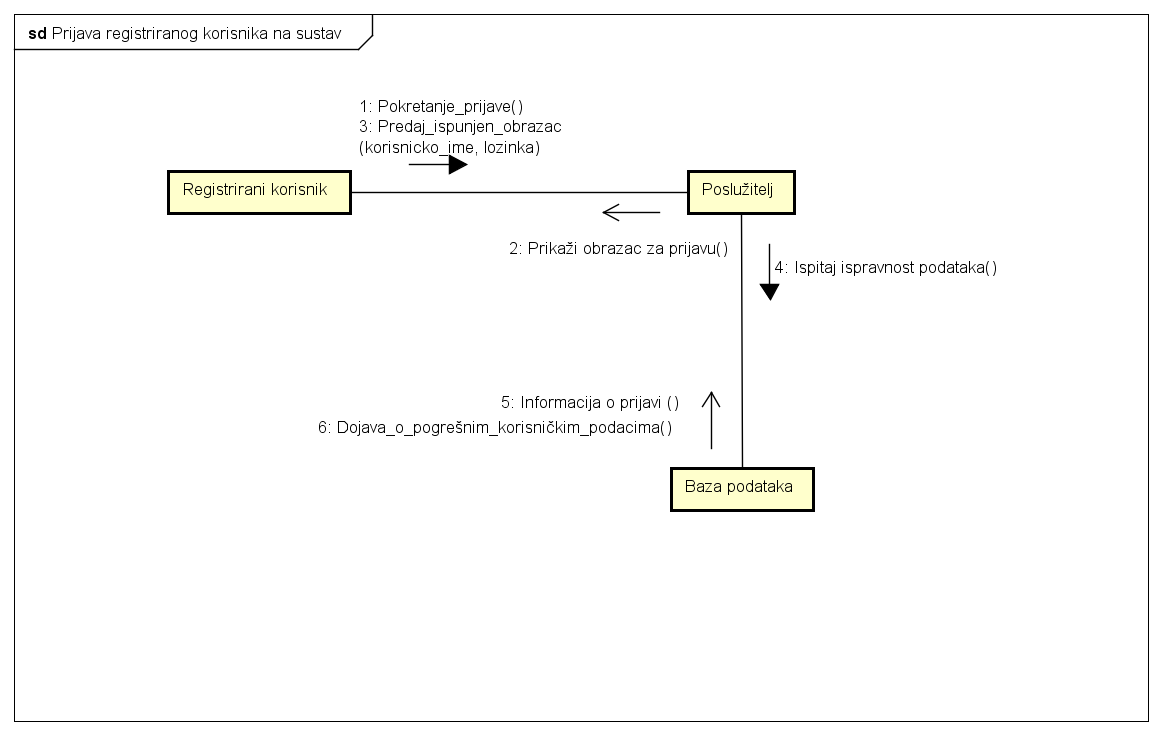 sd Prijava registriranog korisnika na sustav
1: Pokretanje_prijave()
3: Predaj_ispunjen_obrazac
(korisnicko_ime, lozinka)
Registrirani korisnik
Poslužitelj
2: Prikaži obrazac za prijavu()
4: Ispitaj ispravnost podataka()
5: Informacija o prijavi ()
6: Dojava_o_pogrešnim_korisničkim_podacima()
Baza podataka